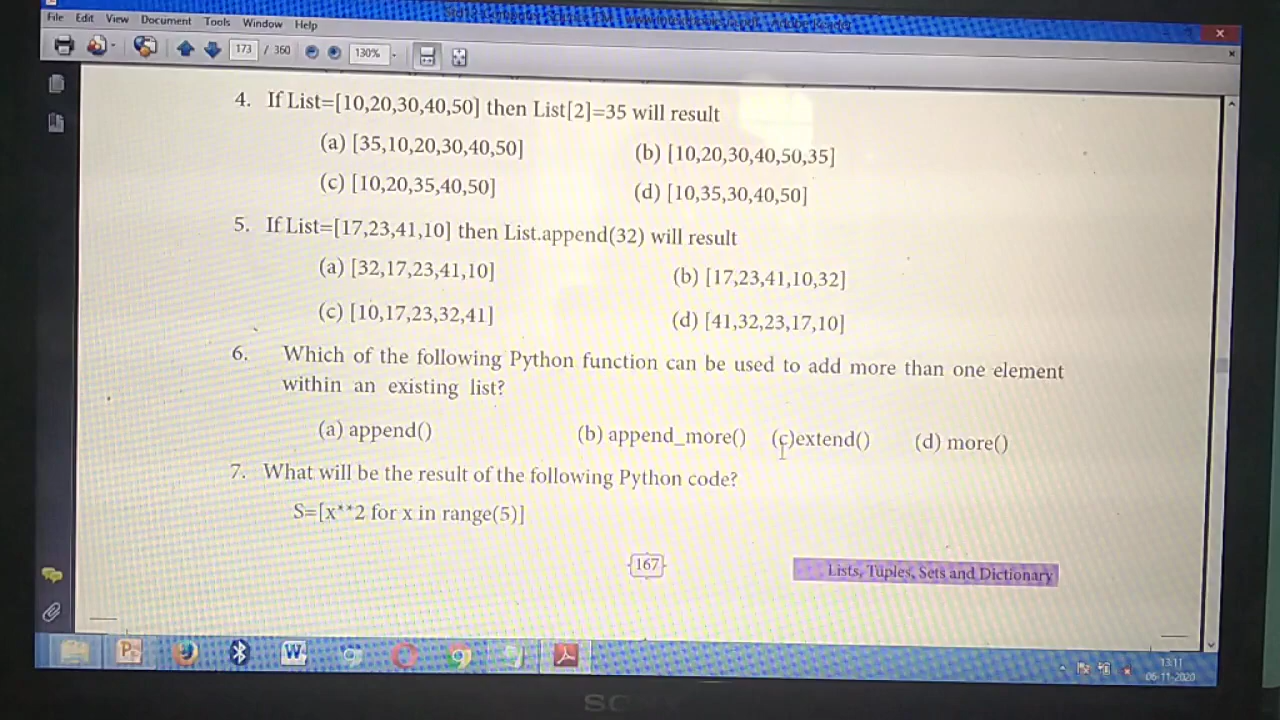 File Edit View Document Tools Window Help
173 / 360 130%
4. If List=[10,20,30,40,50] then List[2]=35 will result
(a) [35,10,20,30,40,50] (b) [10,20,30,40,50,35]
(c) [10,20,35,40,50] (d) [10,35,30,40,50]
5. If List=[17,23,41,10] then List.append(32) will result
(a) [32,17,23,41,10] (b) [17,23,41,10,32]
(c) [10,17,23,32,41] (d) [41,32,23,17,10]
6. Which of the following Python function can be used to add more than one element
within an existing list?
(a) append() (b) append_more() (c)extend() (d) more()
7. What will be the result of the following Python code?
S=[x**2 for x in range(5)]
167
Lists, Tuples, Sets and Dictionary
13:11
06-11-2020